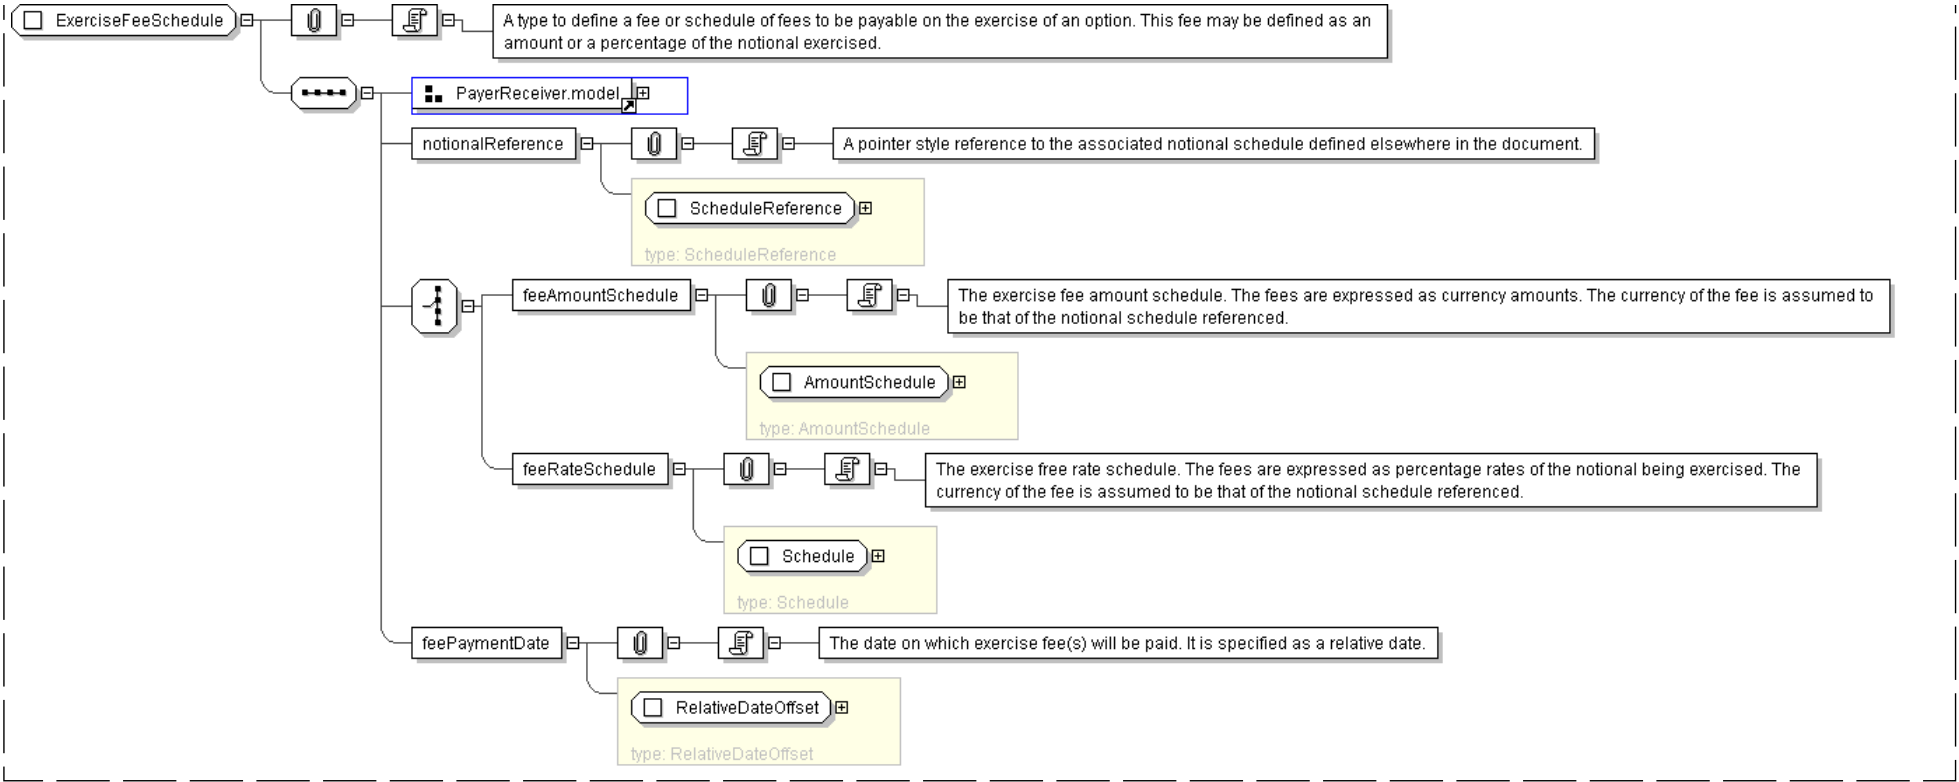 ExerciseFeeSchedule
A type to define a fee or schedule of fees to be payable on the exercise of an option. This fee may be defined as an
amount or a percentage of the notional exercised.
PayerReceiver.model
notionalReference
A pointer style reference to the associated notional schedule defined elsewhere in the document.
ScheduleReference
type: ScheduleReference
feeAmountSchedule
The exercise fee amount schedule. The fees are expressed as currency amounts. The currency of the fee is assumed to
be that of the notional schedule referenced.
AmountSchedule
type: AmountSchedule
feeRateSchedule
The exercise free rate schedule. The fees are expressed as percentage rates of the notional being exercised. The
currency of the fee is assumed to be that of the notional schedule referenced.
Schedule
type: Schedule
feePaymentDate
The date on which exercise fee(s) will be paid. It is specified as a relative date.
RelativeDateOffset
type: RelativeDateOffset